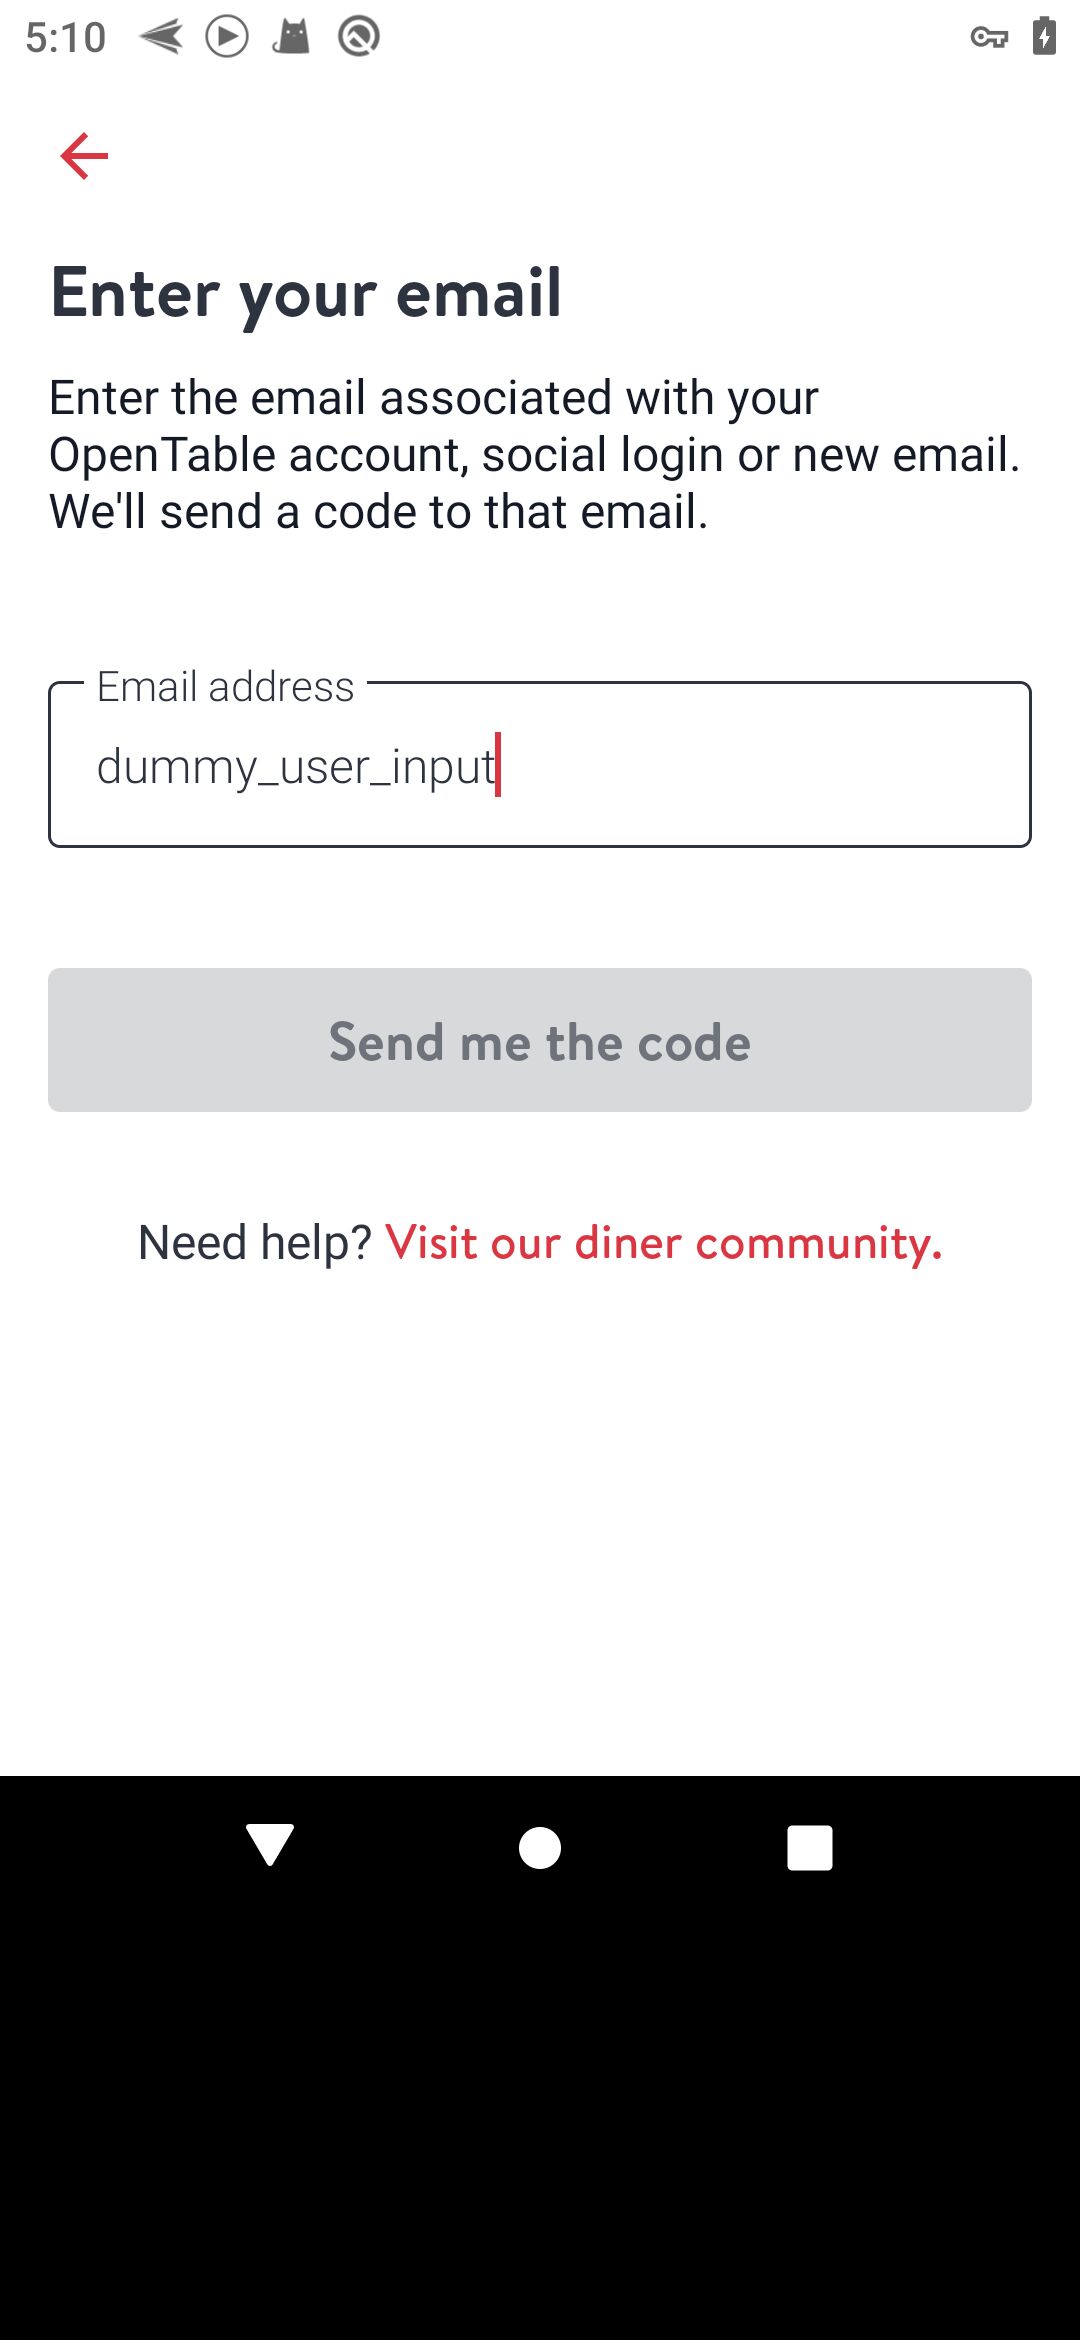 5:10
Enter your email
Enter the email associated with your
OpenTable account, social login or new email.
We'll send a code to that email.
Email address
dummy_user_input
Send me the code
Need help? Visit our diner community.